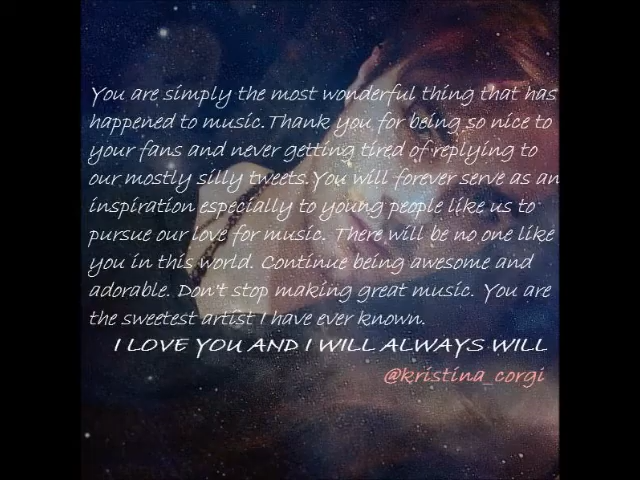 You are simply the most wonderful thing that has
happened to music.Thank you for being so nice to
your fans and never getting tired of replying to
our mostly silly tweets.You will forever serve as an
inspiration especially to young people like us to
pursue our love for music. There will be no one like
you in this world. Continue being awesome and
adorable. Don't stop making great music. You are
the sweetest artist I have ever known.
I LOVE YOU AND I WILL ALWAYS WILL
@kristina_corgi